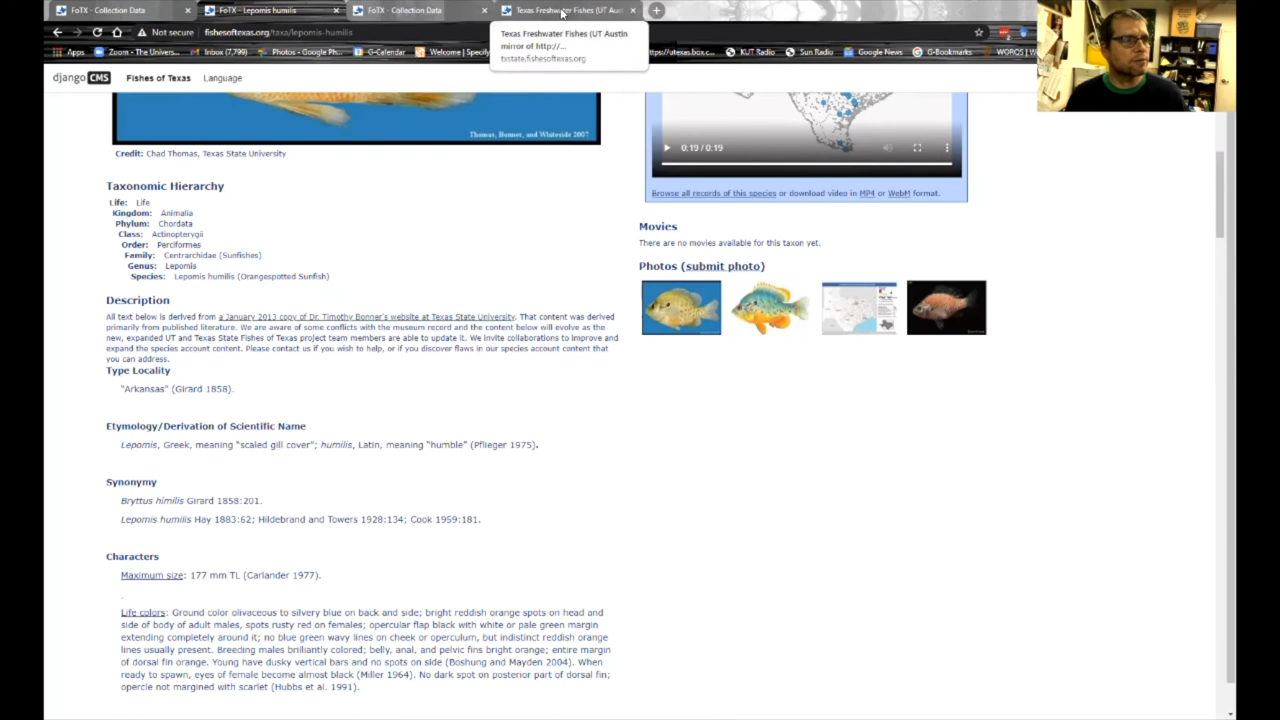 FoTX - Collection Data
FoTX - Lepomis humilis
FoTX - Collection Data
Texas Freshwater Fishes (UT Aus
Not secure
fishesoftexas.org/taxa/lepomis-humilis
Texas Freshwater Fishes (UT Austin
mirror of http://...
txstate.fishesoftexas.org
Apps
Zoom - The Univers...
Inbox (7,799)
Photos - Google Ph...
G-Calendar
Welcome | Specify
https://utexas.box.c...
KUT Radio
Sun Radio
Google News
G-Bookmarks
WORQS | W
django CMS
Fishes of Texas
Language
Thomas, Bonner, and Whiteside 2007
Credit: Chad Thomas, Texas State University
Taxonomic Hierarchy
Life: Life
Kingdom: Animalia
Phylum: Chordata
Class: Actinopterygii
Order: Perciformes
Family: Centrarchidae (Sunfishes)
Genus: Lepomis
Species: Lepomis humilis (Orangespotted Sunfish)
Description
All text below is derived from a January 2013 copy of Dr. Timothy Bonner's website at Texas State University. That content was derived
primarily from published literature. We are aware of some conflicts with the museum record and the content below will evolve as the
new, expanded UT and Texas State Fishes of Texas project team members are able to update it. We invite collaborations to improve and
expand the species account content. Please contact us if you wish to help, or if you discover flaws in our species account content that
you can address.
Type Locality
"Arkansas" (Girard 1858).
Etymology/Derivation of Scientific Name
Lepomis, Greek, meaning "scaled gill cover"; humilis, Latin, meaning "humble" (Pflieger 1975).
Synonymy
Bryttus himilis Girard 1858:201.
Lepomis humilis Hay 1883:62; Hildebrand and Towers 1928:134; Cook 1959:181.
Characters
Maximum size: 177 mm TL (Carlander 1977).
.
Life colors: Ground color olivaceous to silvery blue on back and side; bright reddish orange spots on head and
side of body of adult males, spots rusty red on females; opercular flap black with white or pale green margin
extending completely around it; no blue green wavy lines on cheek or operculum, but indistinct reddish orange
lines usually present. Breeding males brilliantly colored; belly, anal, and pelvic fins bright orange; entire margin
of dorsal fin orange. Young have dusky vertical bars and no spots on side (Boshung and Mayden 2004). When
ready to spawn, eyes of female become almost black (Miller 1964). No dark spot on posterior part of dorsal fin;
opercle not margined with scarlet (Hubbs et al. 1991).
0:19 / 0:19
Browse all records of this species or download video in MP4 or WebM format.
Movies
There are no movies available for this taxon yet.
Photos (submit photo)